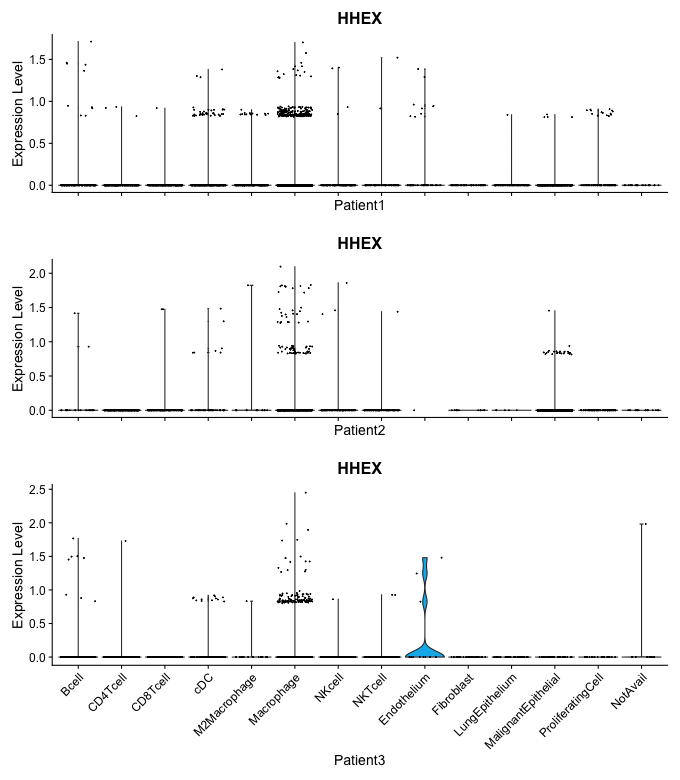 HHEX
Expression Level
1.5
1.0
0.5
0.0
Patient1
HHEX
Expression Level
2.0
1.5
1.0
0.5
0.0
Patient2
HHEX
Expression Level
2.5
2.0
1.5
1.0
0.5
0.0
Bcell
CD4Tcell
CD8Tcell
cDC
M2Macrophage
Macrophage
NKcell
NKTcell
Endothelium
Fibroblast
LungEpithelium
MalignantEpithelial
ProliferatingCell
NotAvail
Patient3